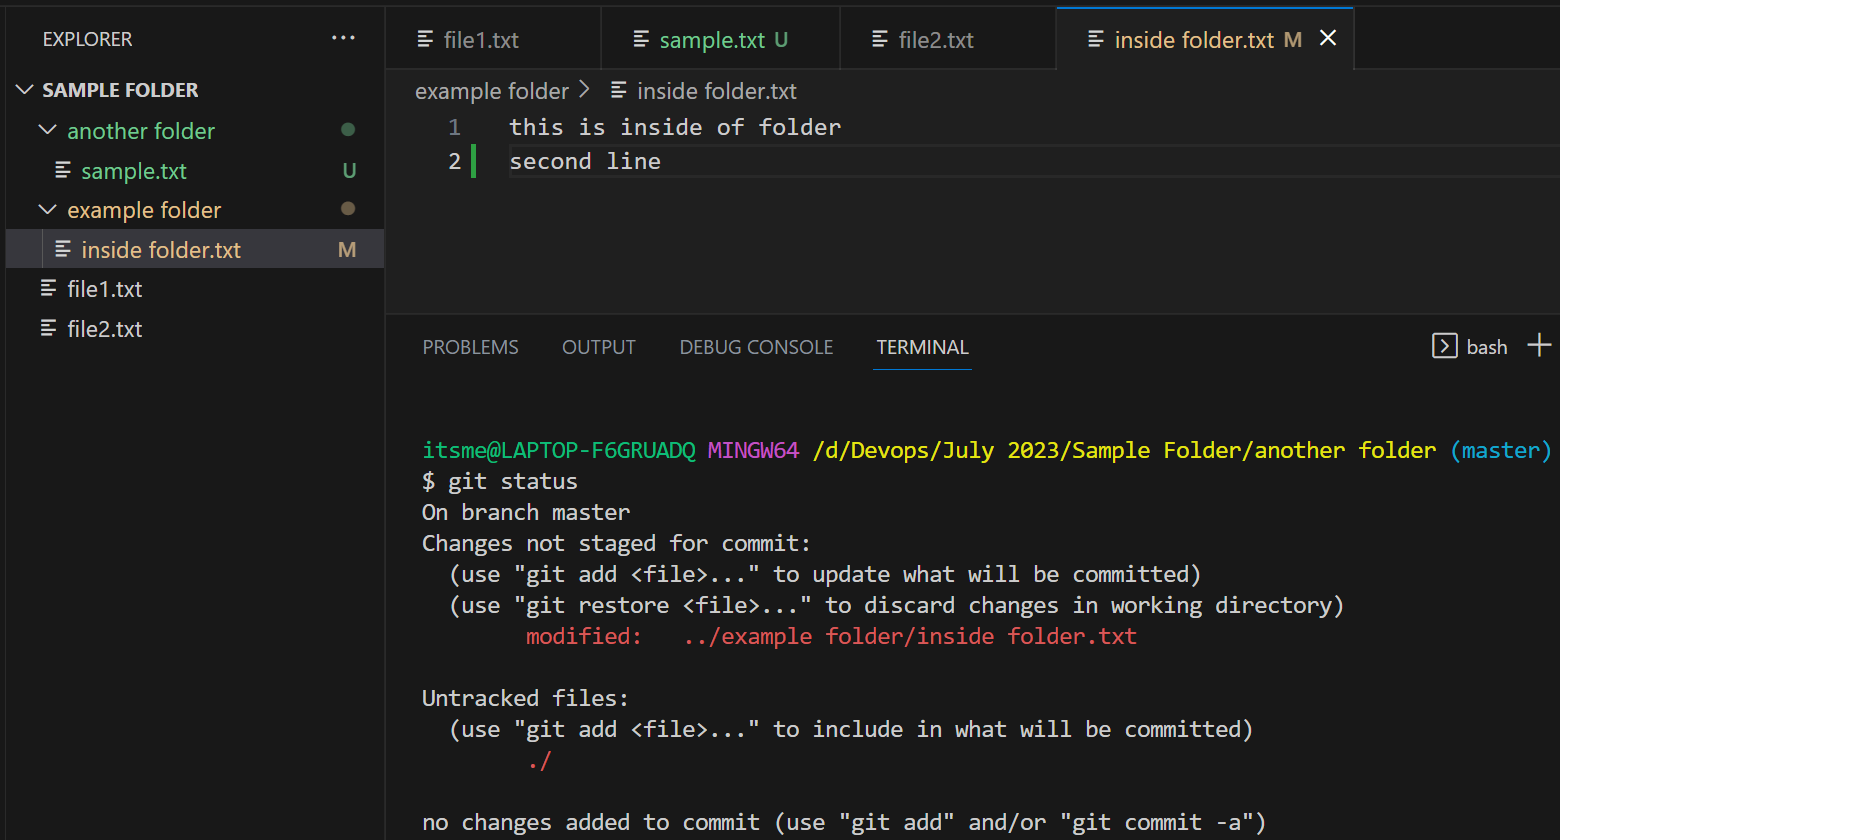 EXPLORER ...
SAMPLE FOLDER
another folder
sample.txt U
example folder
inside folder.txt M
file1.txt
file2.txt
file1.txt sample.txt U file2.txt inside folder.txt M
example folder > inside folder.txt
1 this is inside of folder
2 second line
PROBLEMS OUTPUT DEBUG CONSOLE TERMINAL bash
itsme@LAPTOP-F6GRUADQ MINGW64 /d/Devops/July 2023/Sample Folder/another folder (master)
$ git status
On branch master
Changes not staged for commit:
  (use "git add <file>..." to update what will be committed)
  (use "git restore <file>..." to discard changes in working directory)
        modified:   ../example folder/inside folder.txt
Untracked files:
  (use "git add <file>..." to include in what will be committed)
        ./
no changes added to commit (use "git add" and/or "git commit -a")